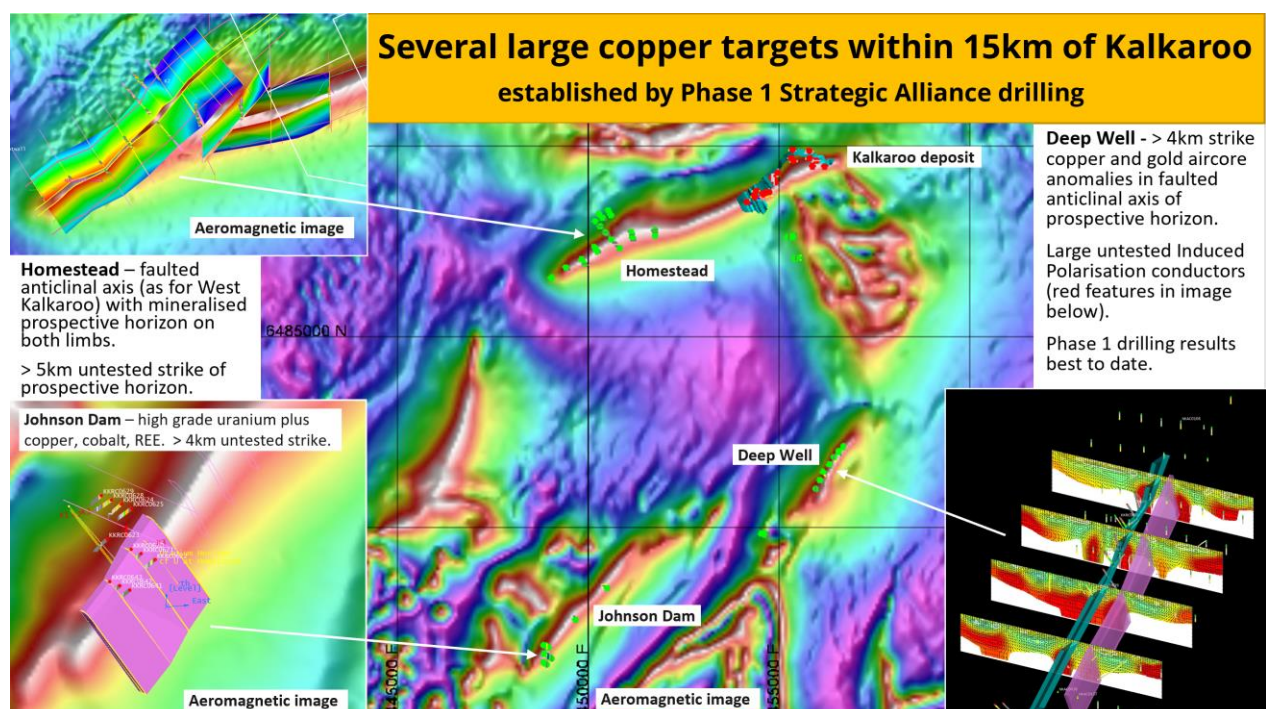 Several large copper targets within 15km of Kalkaroo
established by Phase 1 Strategic Alliance drilling
Aeromagnetic image
Homestead – faulted
anticlinal axis (as for West
Kalkaroo) with mineralised
prospective horizon on
both limbs.
> 5km untested strike of
prospective horizon.
Johnson Dam – high grade uranium plus
copper, cobalt, REE. > 4km untested strike.
KKRC0629
East
Aeromagnetic image
Kalkaroo deposit
Homestead
6485000 N
Deep Well
Johnson Dam
450000 E
455000 E
Aeromagnetic image
Deep Well - > 4km strike
copper and gold aircore
anomalies in faulted
anticlinal axis of
prospective horizon.
Large untested Induced
Polarisation conductors
(red features in image
below).
Phase 1 drilling results
best to date.